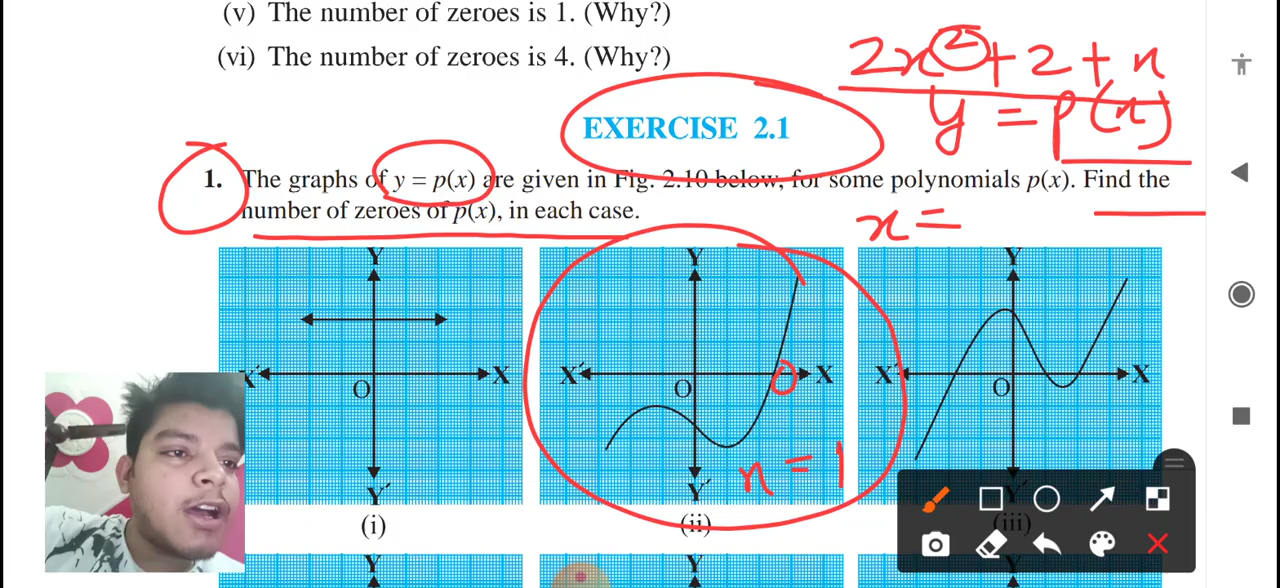 (v) The number of zeroes is 1. (Why?)
(vi) The number of zeroes is 4. (Why?)
2x² + 2 + x
y = p(x)
EXERCISE 2.1
1. The graphs of y = p(x) are given in Fig. 2.10 below, for some polynomials p(x). Find the
number of zeroes of p(x), in each case.
x =
Y Y Y
X′ O X X′ O X X′ O X
n = 1
Y′ Y′ Y′
(i) (ii) (iii)
Y Y Y